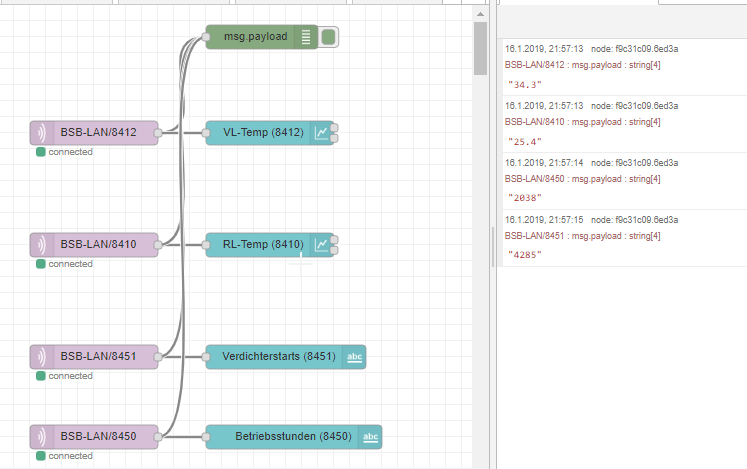 msg.payload
BSB-LAN/8412
connected
VL-Temp (8412)
BSB-LAN/8410
connected
RL-Temp (8410)
BSB-LAN/8451
connected
Verdichterstarts (8451)
abc
BSB-LAN/8450
connected
Betriebsstunden (8450)
abc
16.1.2019, 21:57:13 node: f9c31c09.6ed3a
BSB-LAN/8412 : msg.payload : string[4]
"34.3"
16.1.2019, 21:57:13 node: f9c31c09.6ed3a
BSB-LAN/8410 : msg.payload : string[4]
"25.4"
16.1.2019, 21:57:14 node: f9c31c09.6ed3a
BSB-LAN/8450 : msg.payload : string[4]
"2038"
16.1.2019, 21:57:15 node: f9c31c09.6ed3a
BSB-LAN/8451 : msg.payload : string[4]
"4285"